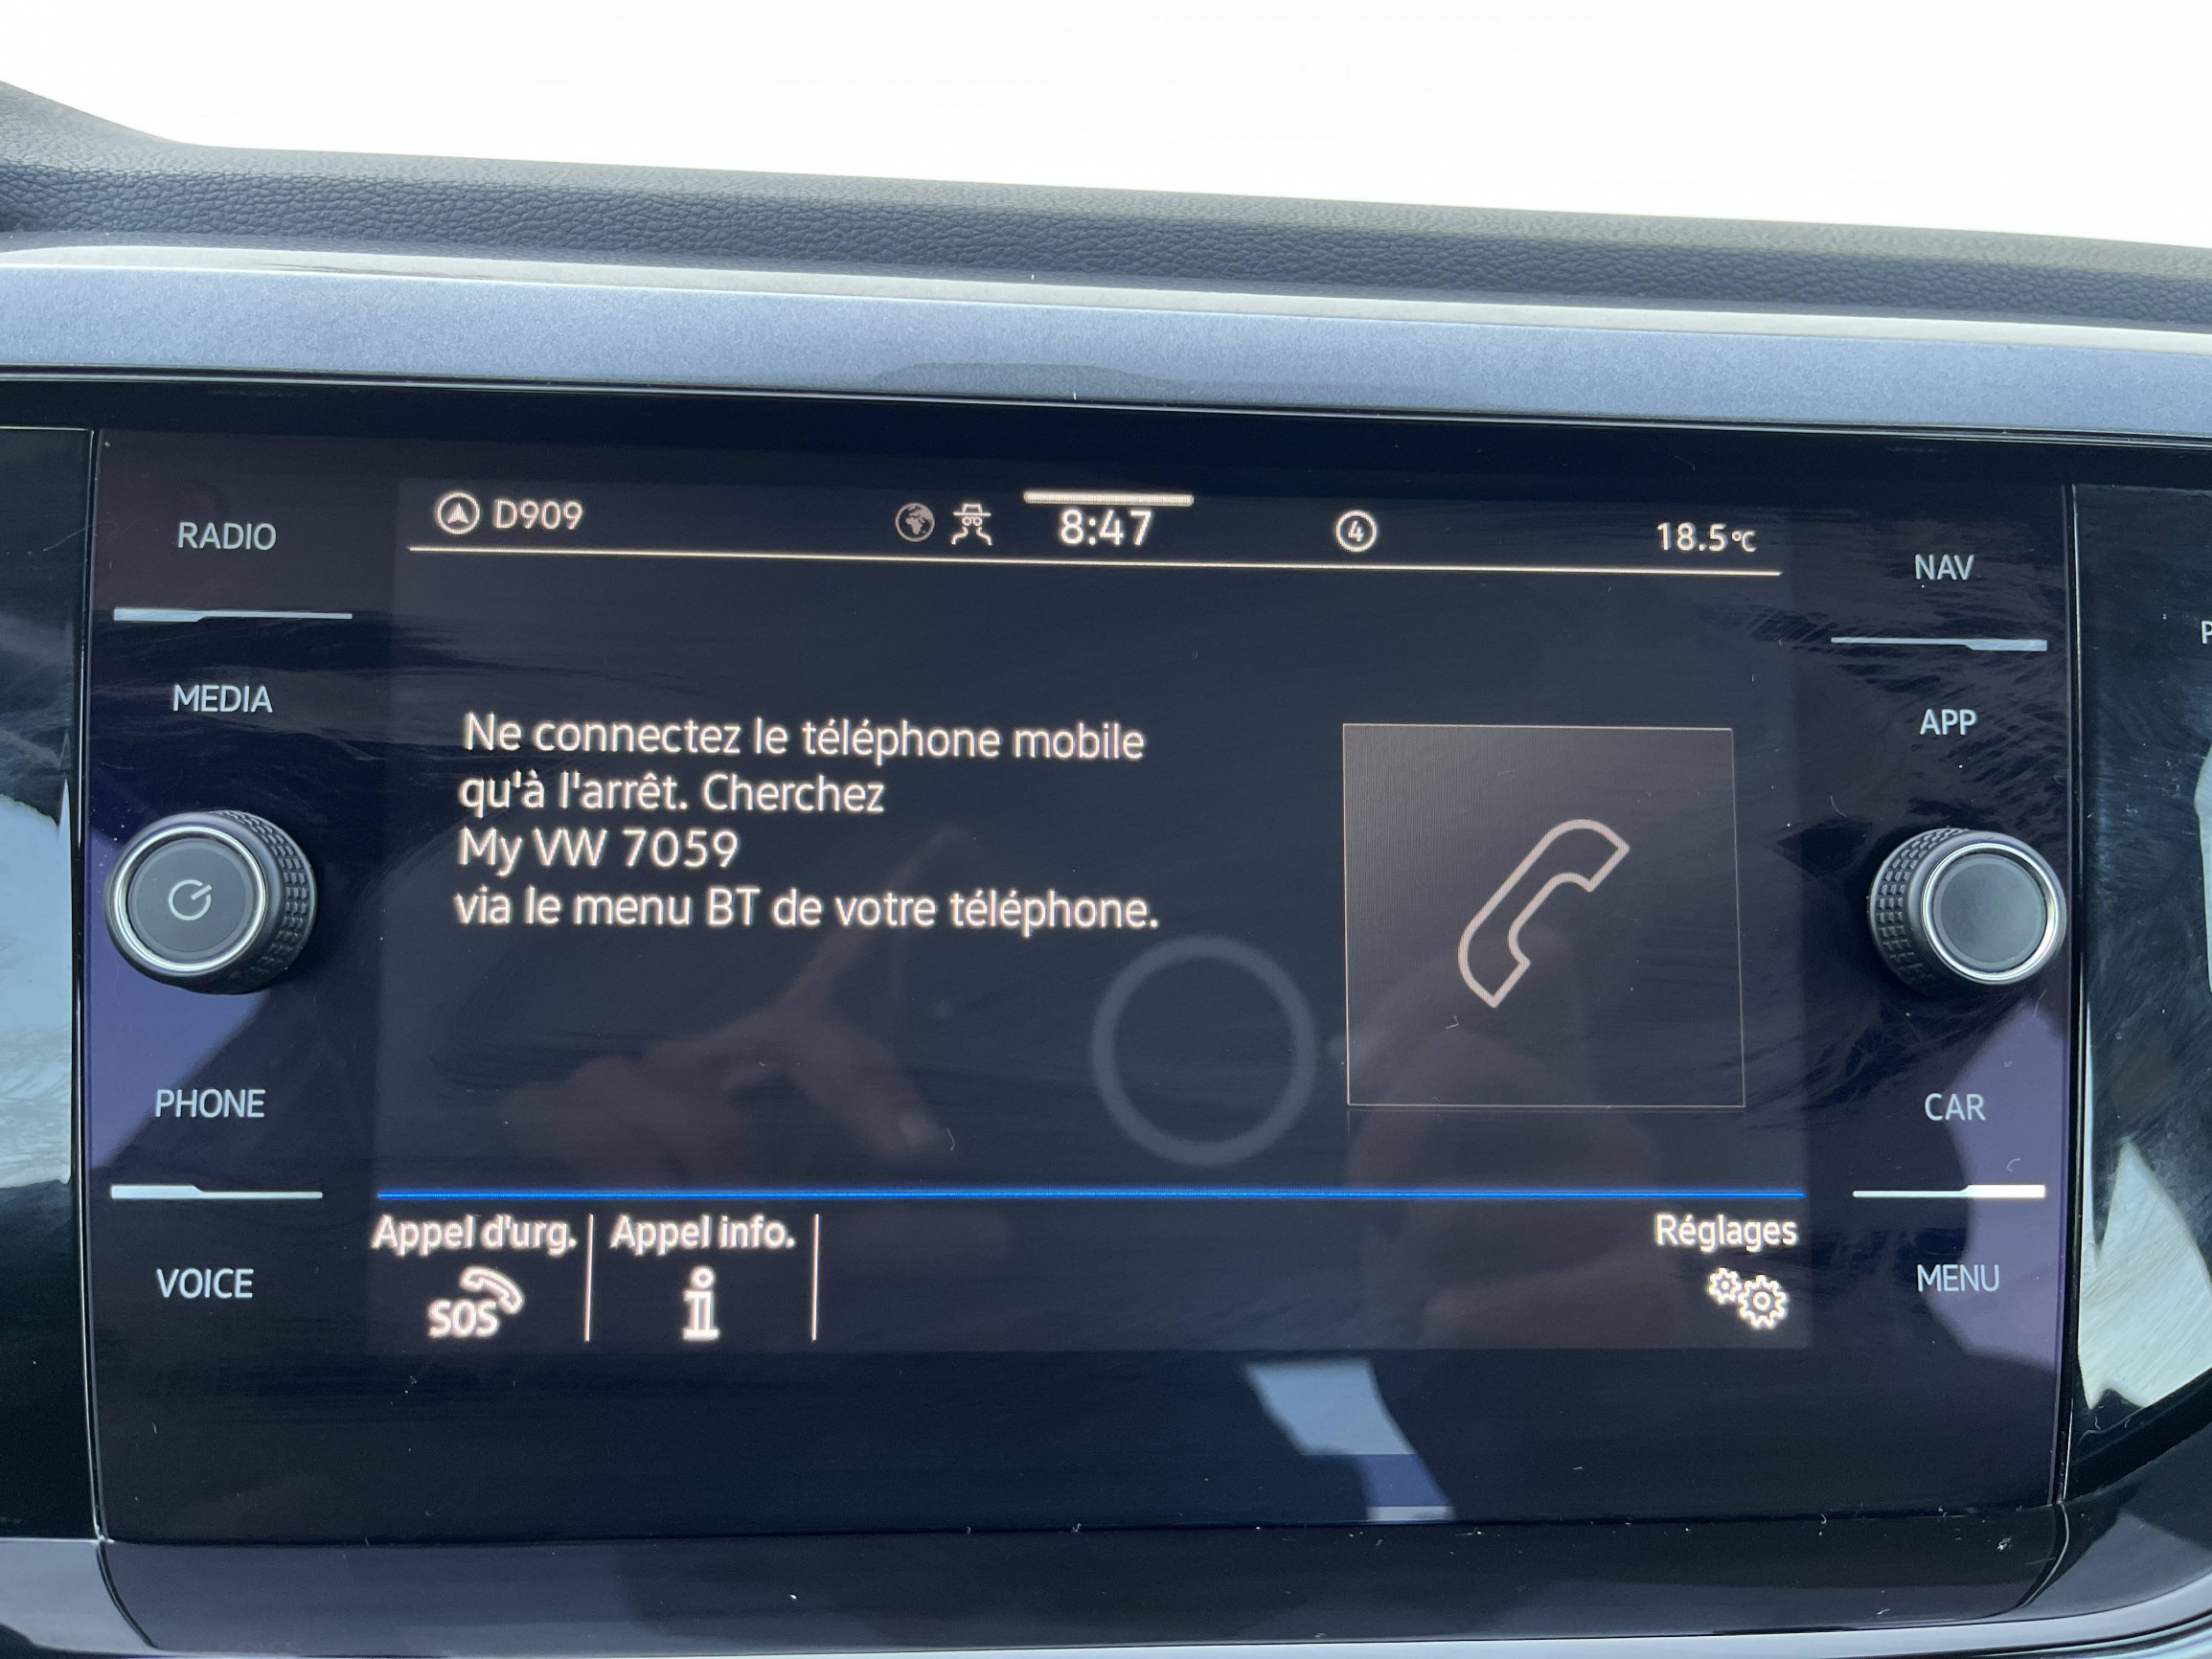 D909
8:47
4
18.5°C
RADIO
MEDIA
PHONE
VOICE
Ne connectez le téléphone mobile
qu'à l'arrêt. Cherchez
My VW 7059
via le menu BT de votre téléphone.
Appel d'urg.
SOS
Appel info.
i
Réglages
NAV
APP
CAR
MENU